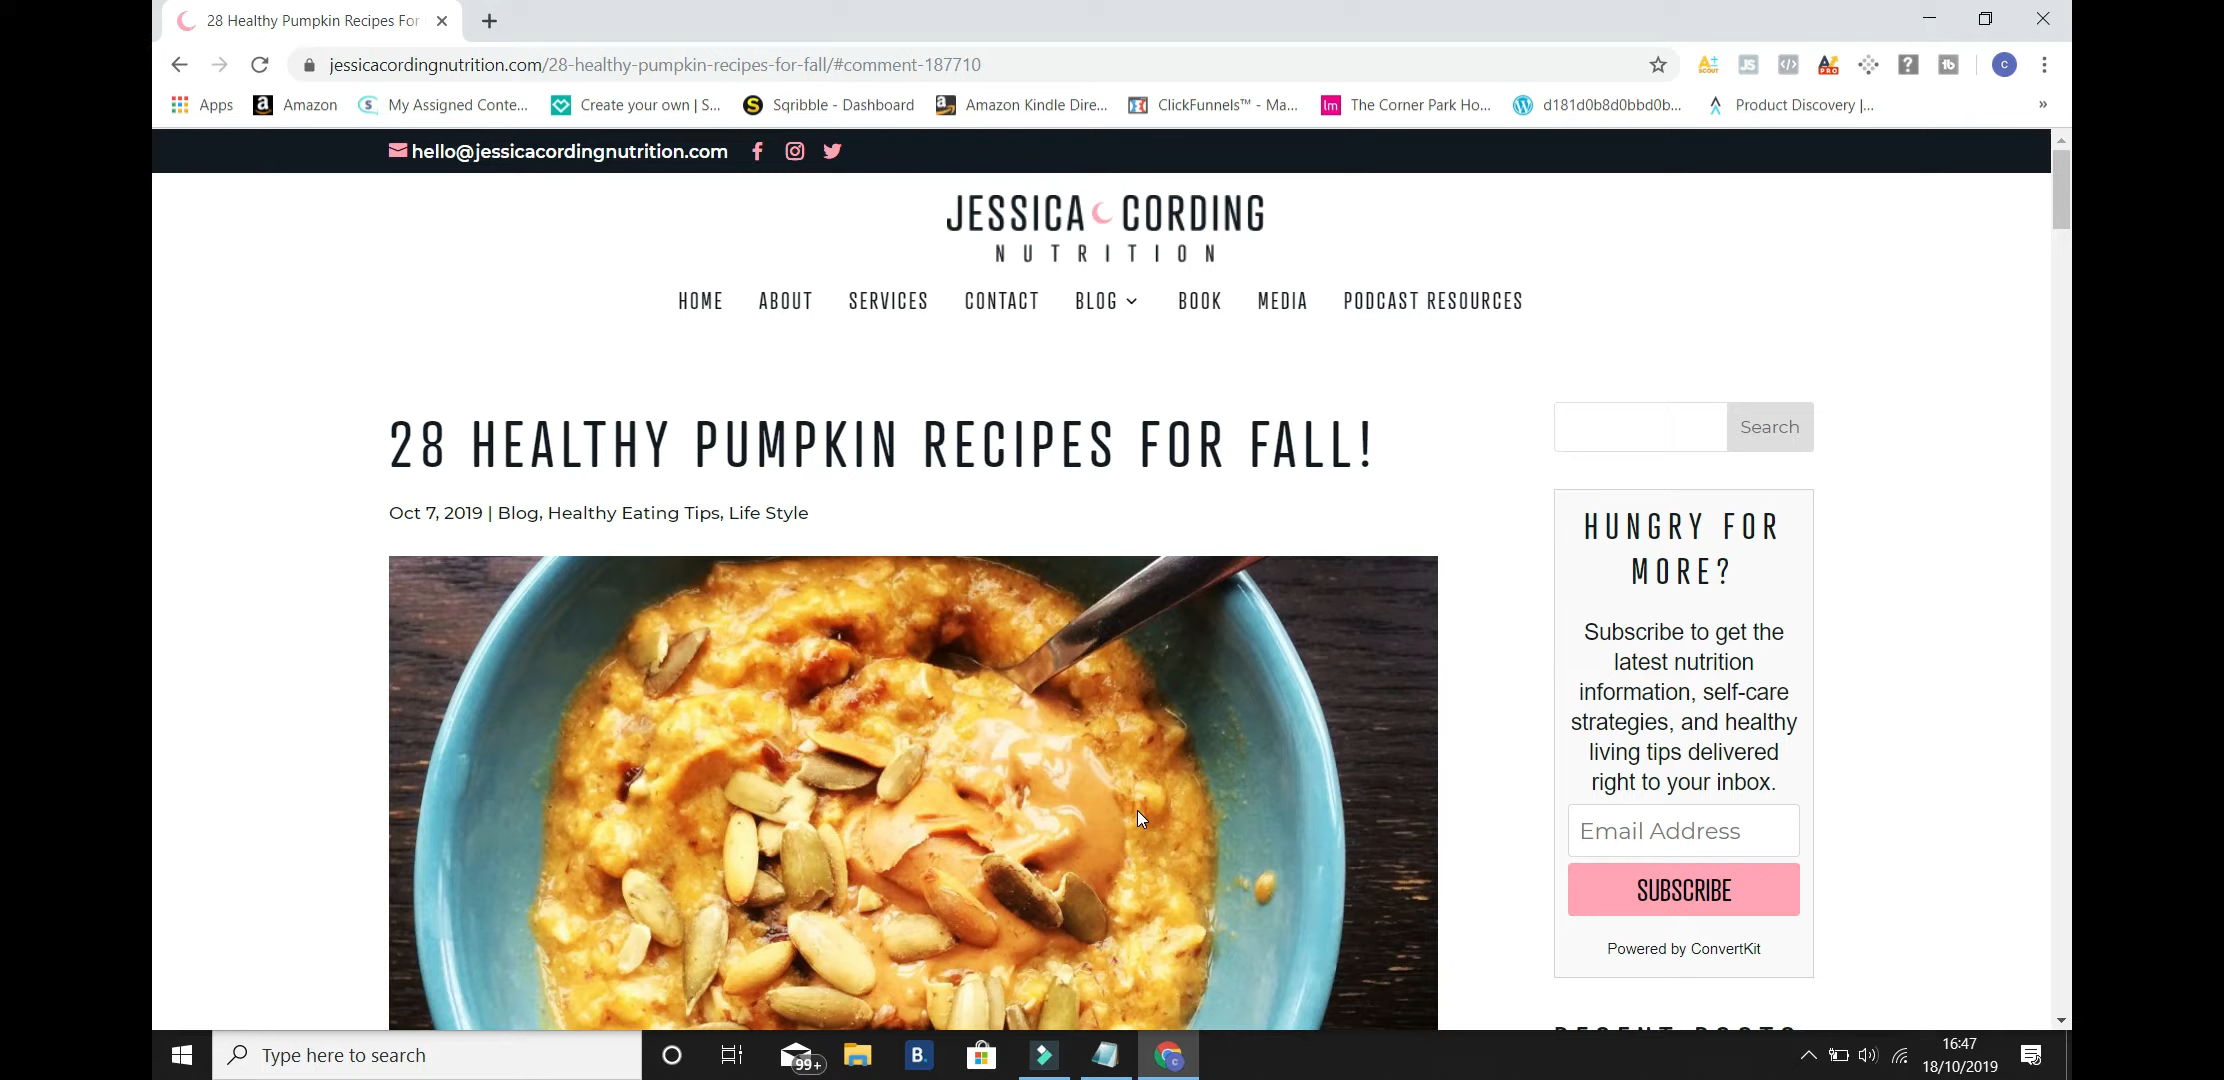 28 Healthy Pumpkin Recipes For
jessicacordingnutrition.com/28-healthy-pumpkin-recipes-for-fall/#comment-187710
Apps Amazon My Assigned Conte... Create your own | S... Sqribble - Dashboard Amazon Kindle Dire... ClickFunnels™ - Ma... The Corner Park Ho... d181d0b8d0bbd0b... Product Discovery |... »
hello@jessicacordingnutrition.com
JESSICA CORDING
NUTRITION
HOME ABOUT SERVICES CONTACT BLOG BOOK MEDIA PODCAST RESOURCES
28 HEALTHY PUMPKIN RECIPES FOR FALL!
Oct 7, 2019 | Blog, Healthy Eating Tips, Life Style
Search
HUNGRY FOR
MORE?
Subscribe to get the
latest nutrition
information, self-care
strategies, and healthy
living tips delivered
right to your inbox.
Email Address
SUBSCRIBE
Powered by ConvertKit
RECENT POSTS
Type here to search
99+
B.
16:47
18/10/2019